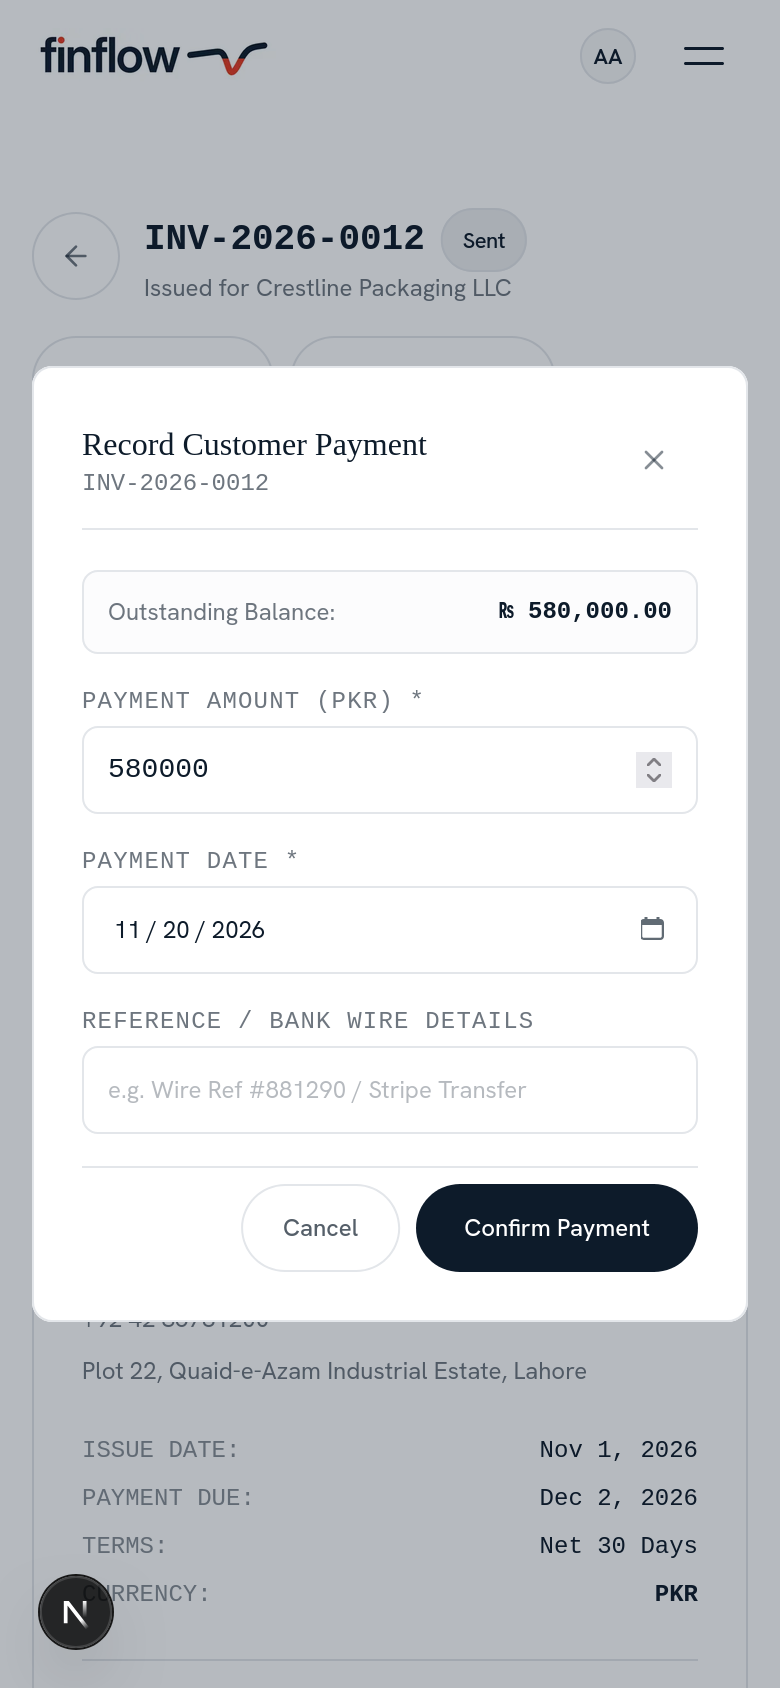 finflow
AA
INV-2026-0012 Sent
Issued for Crestline Packaging LLC
Record Customer Payment
INV-2026-0012
Outstanding Balance: ₨ 580,000.00
PAYMENT AMOUNT (PKR) *
580000
PAYMENT DATE *
11 / 20 / 2026
REFERENCE / BANK WIRE DETAILS
e.g. Wire Ref #881290 / Stripe Transfer
Cancel Confirm Payment
Plot 22, Quaid-e-Azam Industrial Estate, Lahore
ISSUE DATE: Nov 1, 2026
PAYMENT DUE: Dec 2, 2026
TERMS: Net 30 Days
CURRENCY: PKR
N